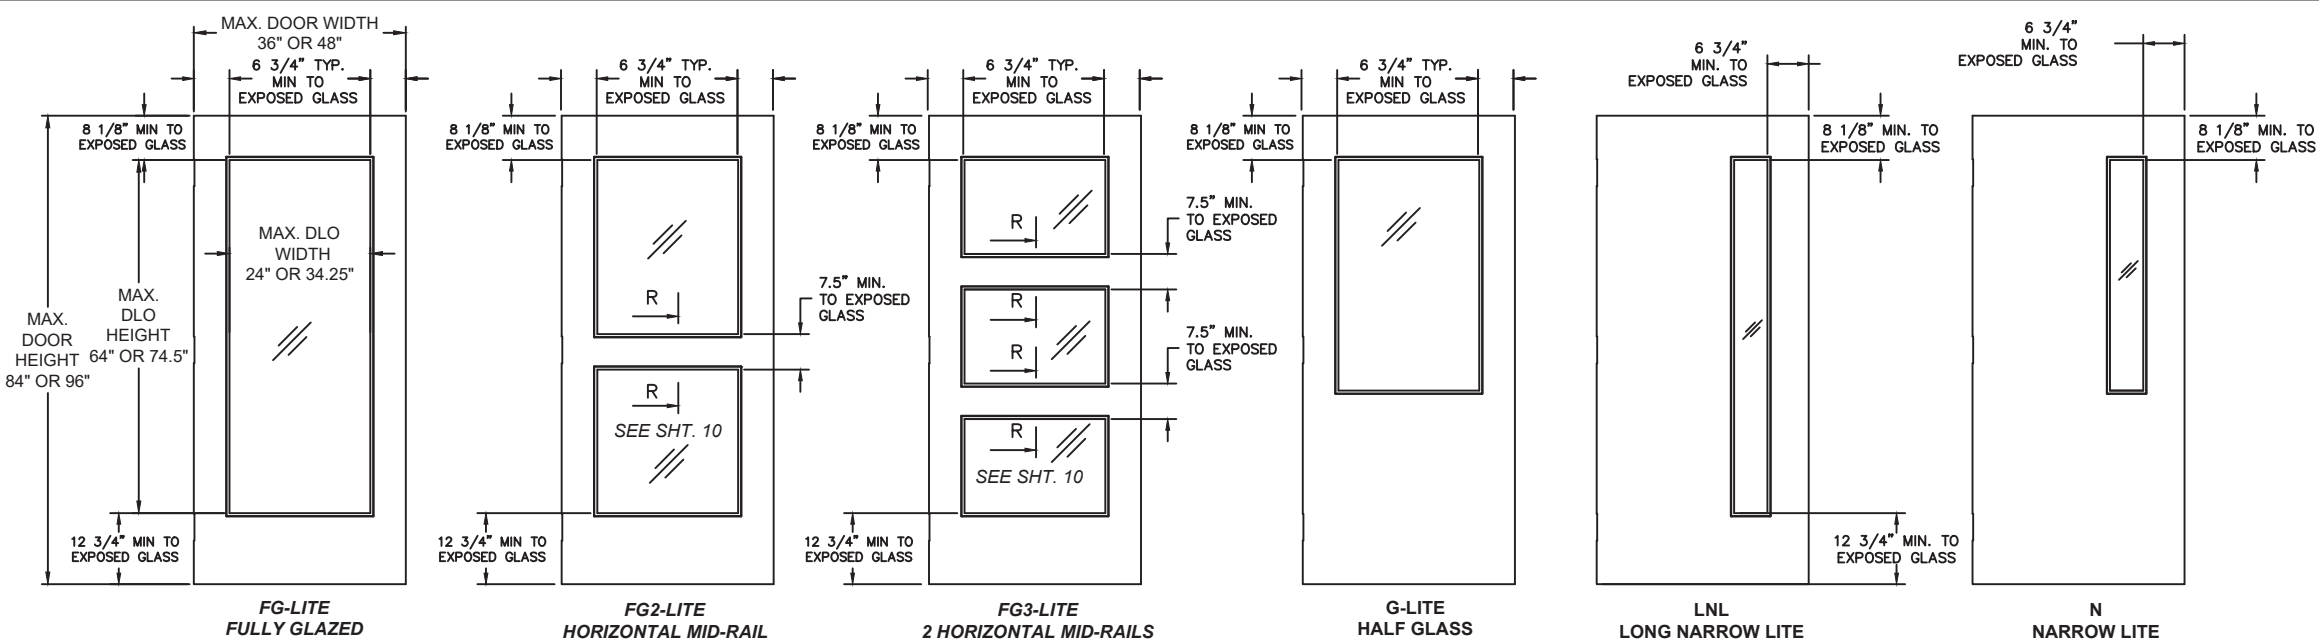 MAX. DOOR WIDTH
36" OR 48"
6 3/4" TYP.
MIN TO
EXPOSED GLASS
8 1/8" MIN TO
EXPOSED GLASS
MAX. DLO
WIDTH
24" OR 34.25"
MAX.
DLO
HEIGHT
64" OR 74.5"
MAX.
DOOR
HEIGHT
84" OR 96"
12 3/4" MIN TO
EXPOSED GLASS
FG-LITE
FULLY GLAZED
6 3/4" TYP.
MIN TO
EXPOSED GLASS
8 1/8" MIN TO
EXPOSED GLASS
R
7.5" MIN.
TO EXPOSED
GLASS
R
SEE SHT. 10
12 3/4" MIN TO
EXPOSED GLASS
FG2-LITE
HORIZONTAL MID-RAIL
6 3/4" TYP.
MIN TO
EXPOSED GLASS
8 1/8" MIN TO
EXPOSED GLASS
R
7.5" MIN.
TO EXPOSED
GLASS
R
R
7.5" MIN.
TO EXPOSED
GLASS
R
SEE SHT. 10
12 3/4" MIN TO
EXPOSED GLASS
FG3-LITE
2 HORIZONTAL MID-RAILS
6 3/4" TYP.
MIN TO
EXPOSED GLASS
8 1/8" MIN TO
EXPOSED GLASS
G-LITE
HALF GLASS
6 3/4"
MIN. TO
EXPOSED GLASS
8 1/8" MIN. TO
EXPOSED GLASS
12 3/4" MIN. TO
EXPOSED GLASS
LNL
LONG NARROW LITE
6 3/4"
MIN. TO
EXPOSED GLASS
8 1/8" MIN. TO
EXPOSED GLASS
N
NARROW LITE